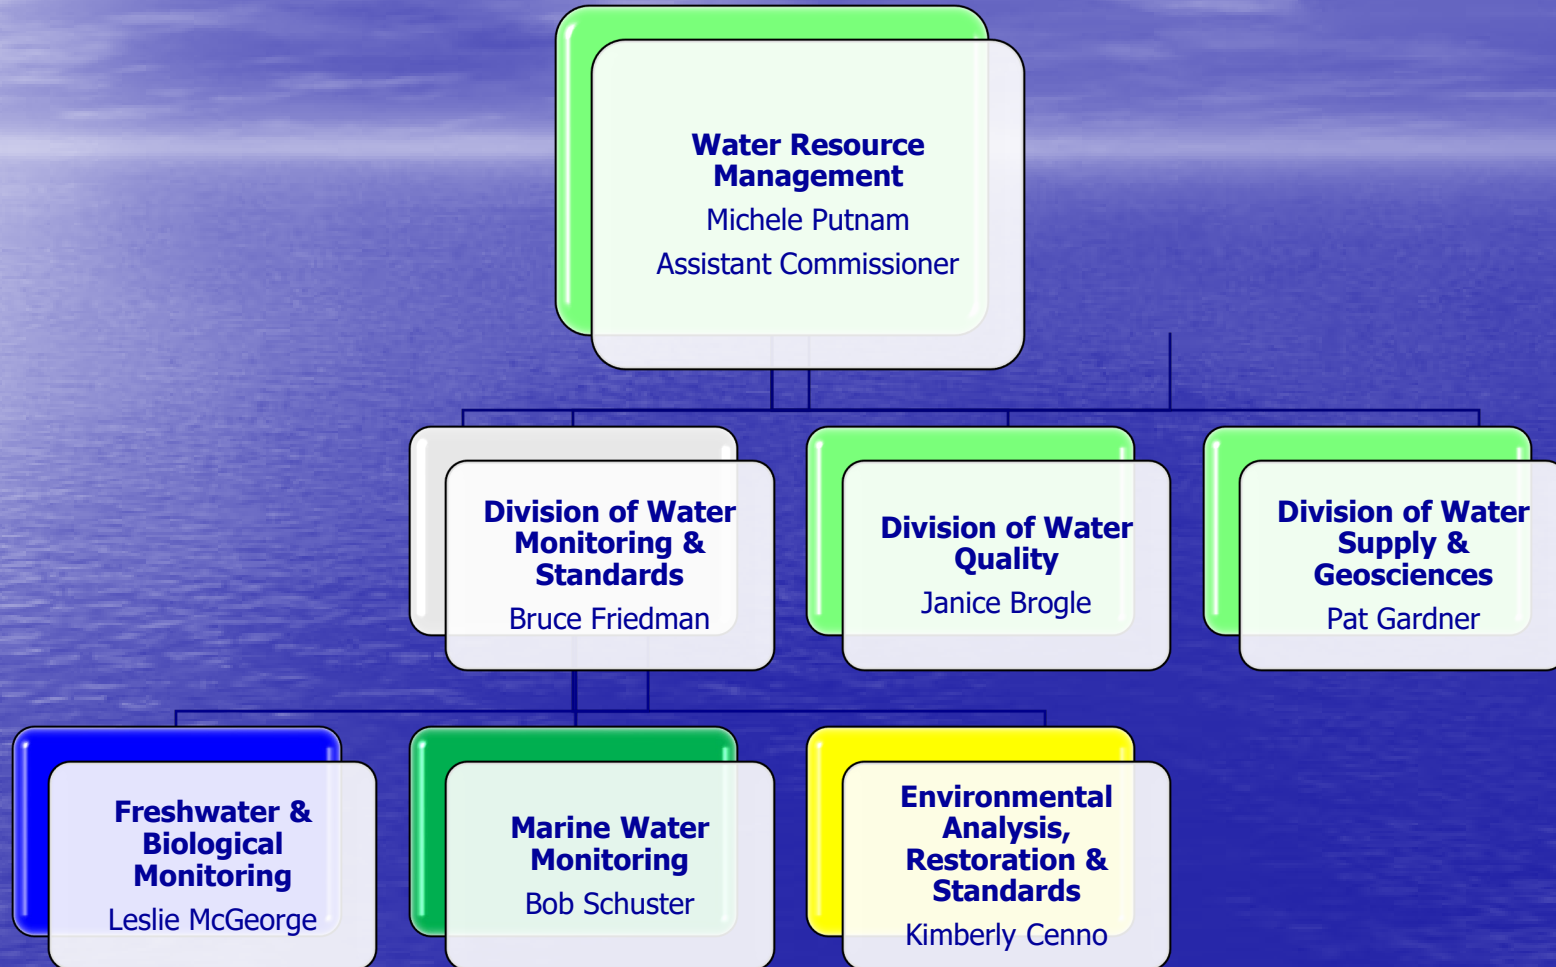 Water Resource
Management
Michele Putnam
Assistant Commissioner
Division of Water
Monitoring &
Standards
Bruce Friedman
Division of Water
Quality
Janice Brogle
Division of Water
Supply &
Geosciences
Pat Gardner
Freshwater &
Biological
Monitoring
Leslie McGeorge
Marine Water
Monitoring
Bob Schuster
Environmental
Analysis,
Restoration &
Standards
Kimberly Cenno